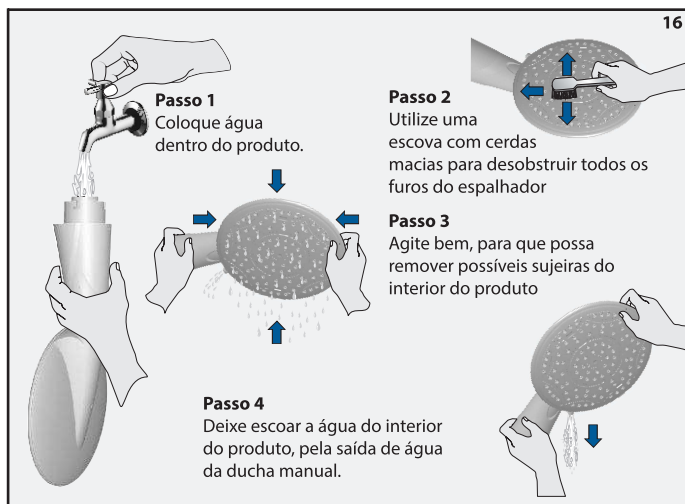 16
Passo 1
Coloque água
dentro do produto.
Passo 2
Utilize uma
escova com cerdas
macias para desobstruir todos os
furos do espalhador
Passo 3
Agite bem, para que possa
remover possíveis sujeiras do
interior do produto
Passo 4
Deixe escoar a água do interior
do produto, pela saída de água
da ducha manual.